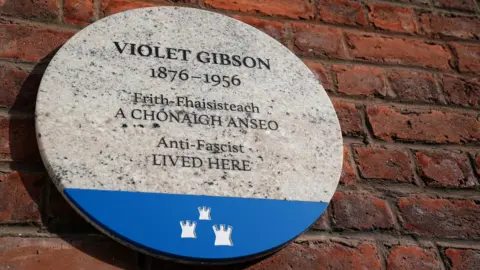 VIOLET GIBSON
1876–1956
Frith-Fhaisisteach
A CHÓNAIGH ANSEO
Anti-Fascist
LIVED HERE